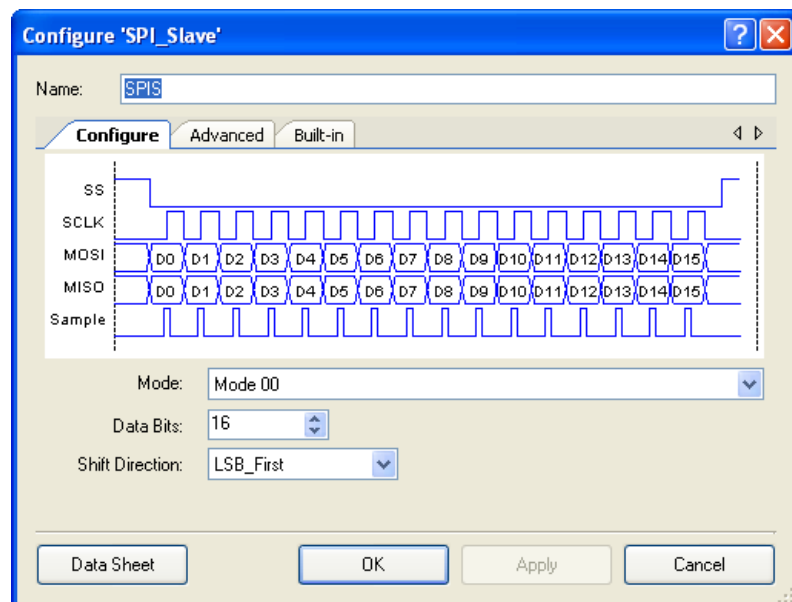 Configure 'SPI_Slave'
Name: SPIS
Configure Advanced Built-in
SS
SCLK
MOSI D0 D1 D2 D3 D4 D5 D6 D7 D8 D9 D10 D11 D12 D13 D14 D15
MISO D0 D1 D2 D3 D4 D5 D6 D7 D8 D9 D10 D11 D12 D13 D14 D15
Sample
Mode: Mode 00
Data Bits: 16
Shift Direction: LSB_First
Data Sheet OK Apply Cancel